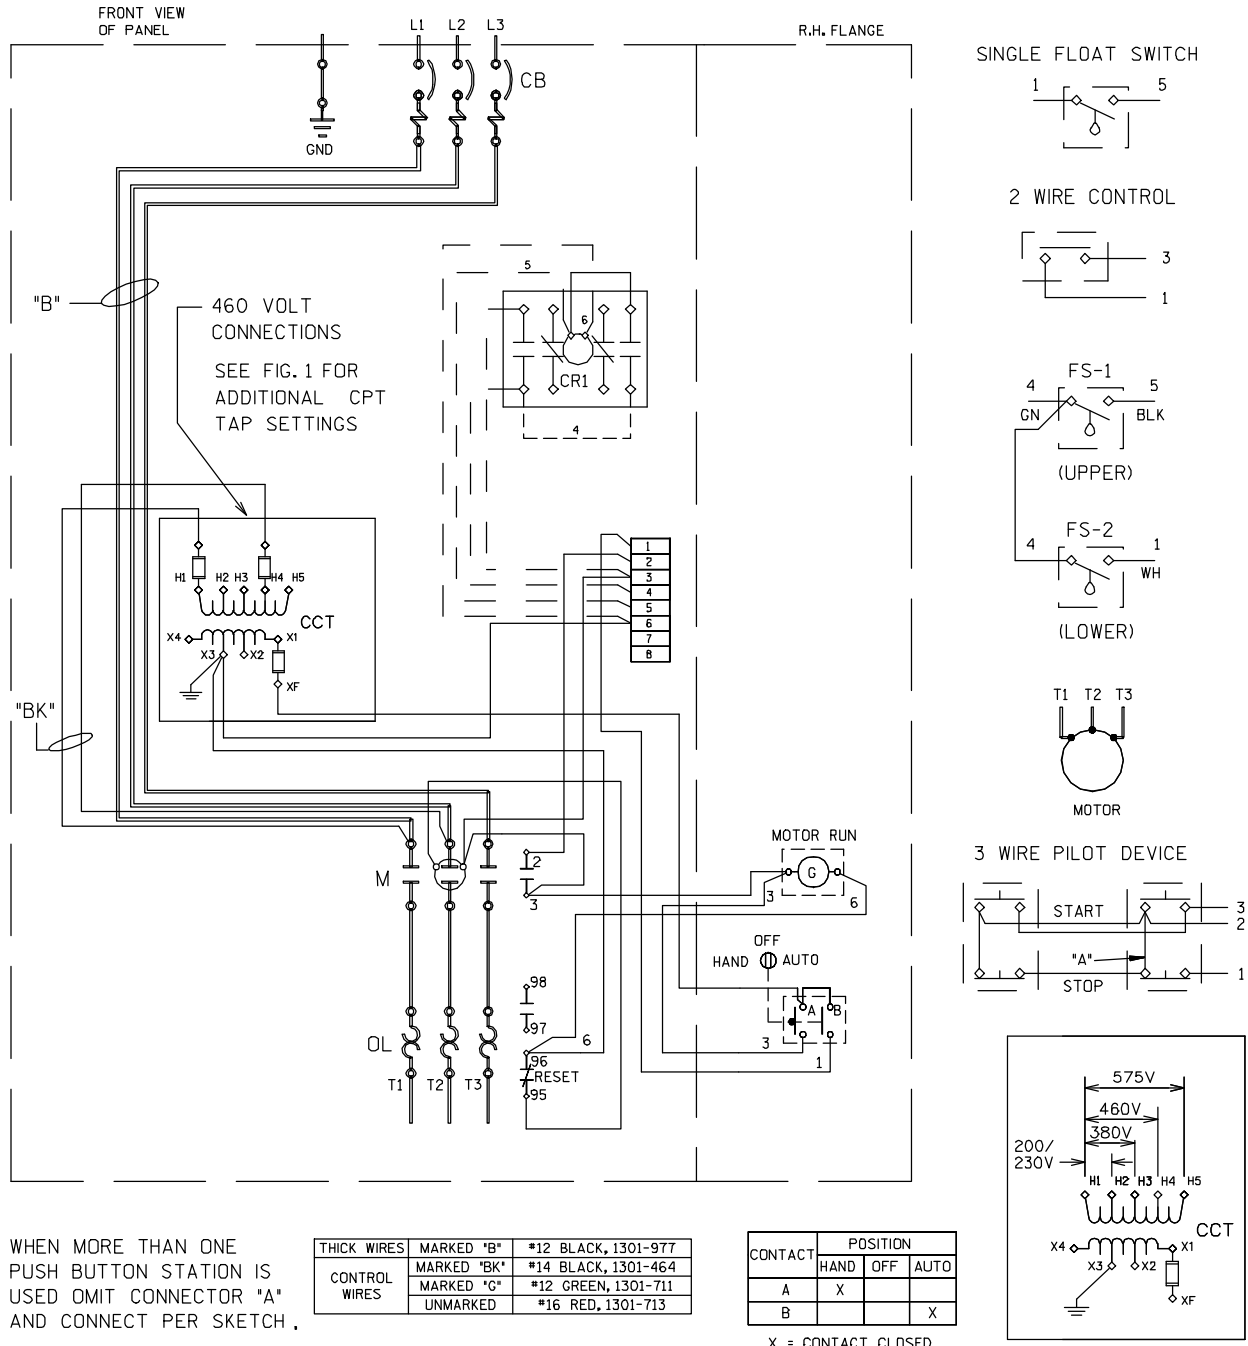 FRONT VIEW
OF PANEL
L1 L2 L3
R.H. FLANGE
CB
GND
"B"
460 VOLT
CONNECTIONS
SEE FIG. 1 FOR
ADDITIONAL CPT
TAP SETTINGS
5
6
CR1
4
H1 H2 H3 H4 H5
CCT
X4 X3 X2 X1
XF
"BK"
1
2
3
4
5
6
7
8
M
2
3
MOTOR RUN
G
3
6
OFF
HAND AUTO
A B
3
1
98
97
6
96
RESET
95
OL
T1 T2 T3
SINGLE FLOAT SWITCH
1 5
2 WIRE CONTROL
3
1
FS-1
4 5
GN BLK
(UPPER)
FS-2
4 1
WH
(LOWER)
T1 T2 T3
MOTOR
3 WIRE PILOT DEVICE
START
3
2
"A"
STOP
1
575V
460V
380V
200/
230V
H1 H2 H3 H4 H5
CCT
X4 X3 X2 X1
XF
WHEN MORE THAN ONE
PUSH BUTTON STATION IS
USED OMIT CONNECTOR "A"
AND CONNECT PER SKETCH.
THICK WIRES MARKED "B" #12 BLACK, 1301-977
CONTROL
WIRES
MARKED "BK" #14 BLACK, 1301-464
MARKED "G" #12 GREEN, 1301-711
UNMARKED #16 RED, 1301-713
CONTACT POSITION
HAND OFF AUTO
A X
B X
X = CONTACT CLOSED